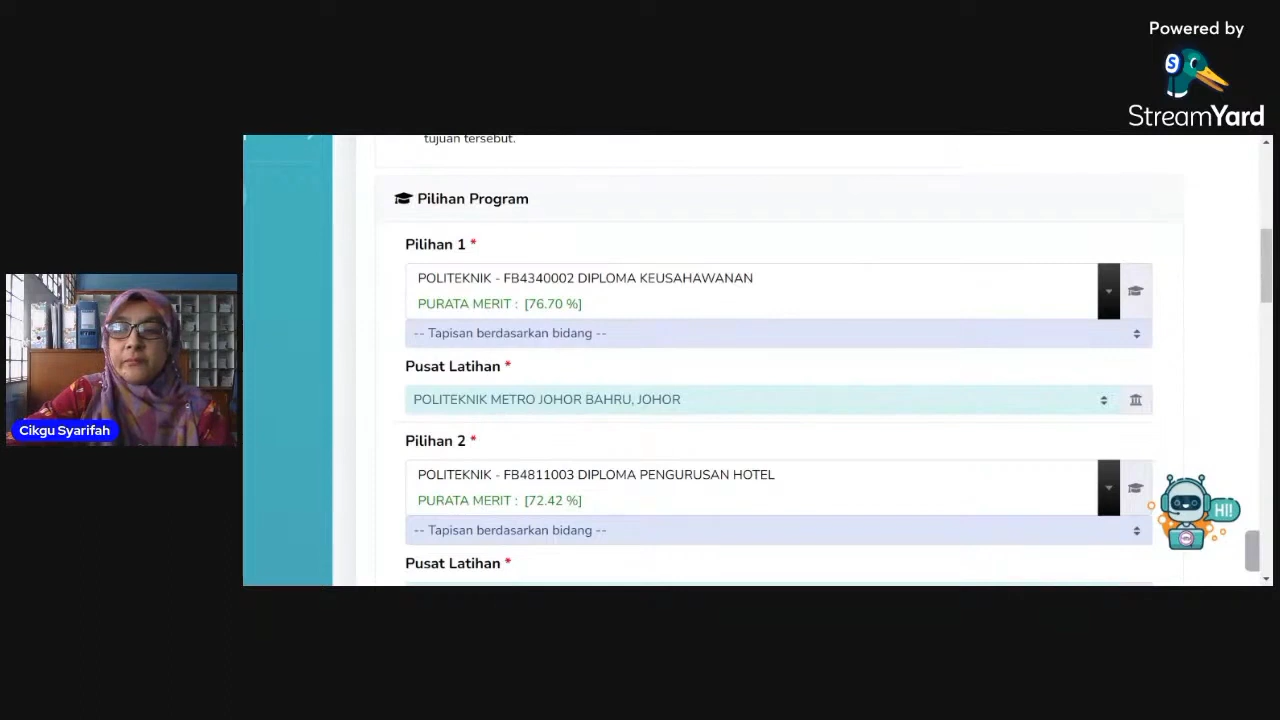 Powered by
StreamYard
tujuan tersebut.
Pilihan Program
Pilihan 1 *
POLITEKNIK - FB4340002 DIPLOMA KEUSAHAWANAN
PURATA MERIT : [76.70 %]
-- Tapisan berdasarkan bidang --
Pusat Latihan *
POLITEKNIK METRO JOHOR BAHRU, JOHOR
Pilihan 2 *
POLITEKNIK - FB4811003 DIPLOMA PENGURUSAN HOTEL
PURATA MERIT : [72.42 %]
-- Tapisan berdasarkan bidang --
Pusat Latihan *
HI!
Cikgu Syarifah